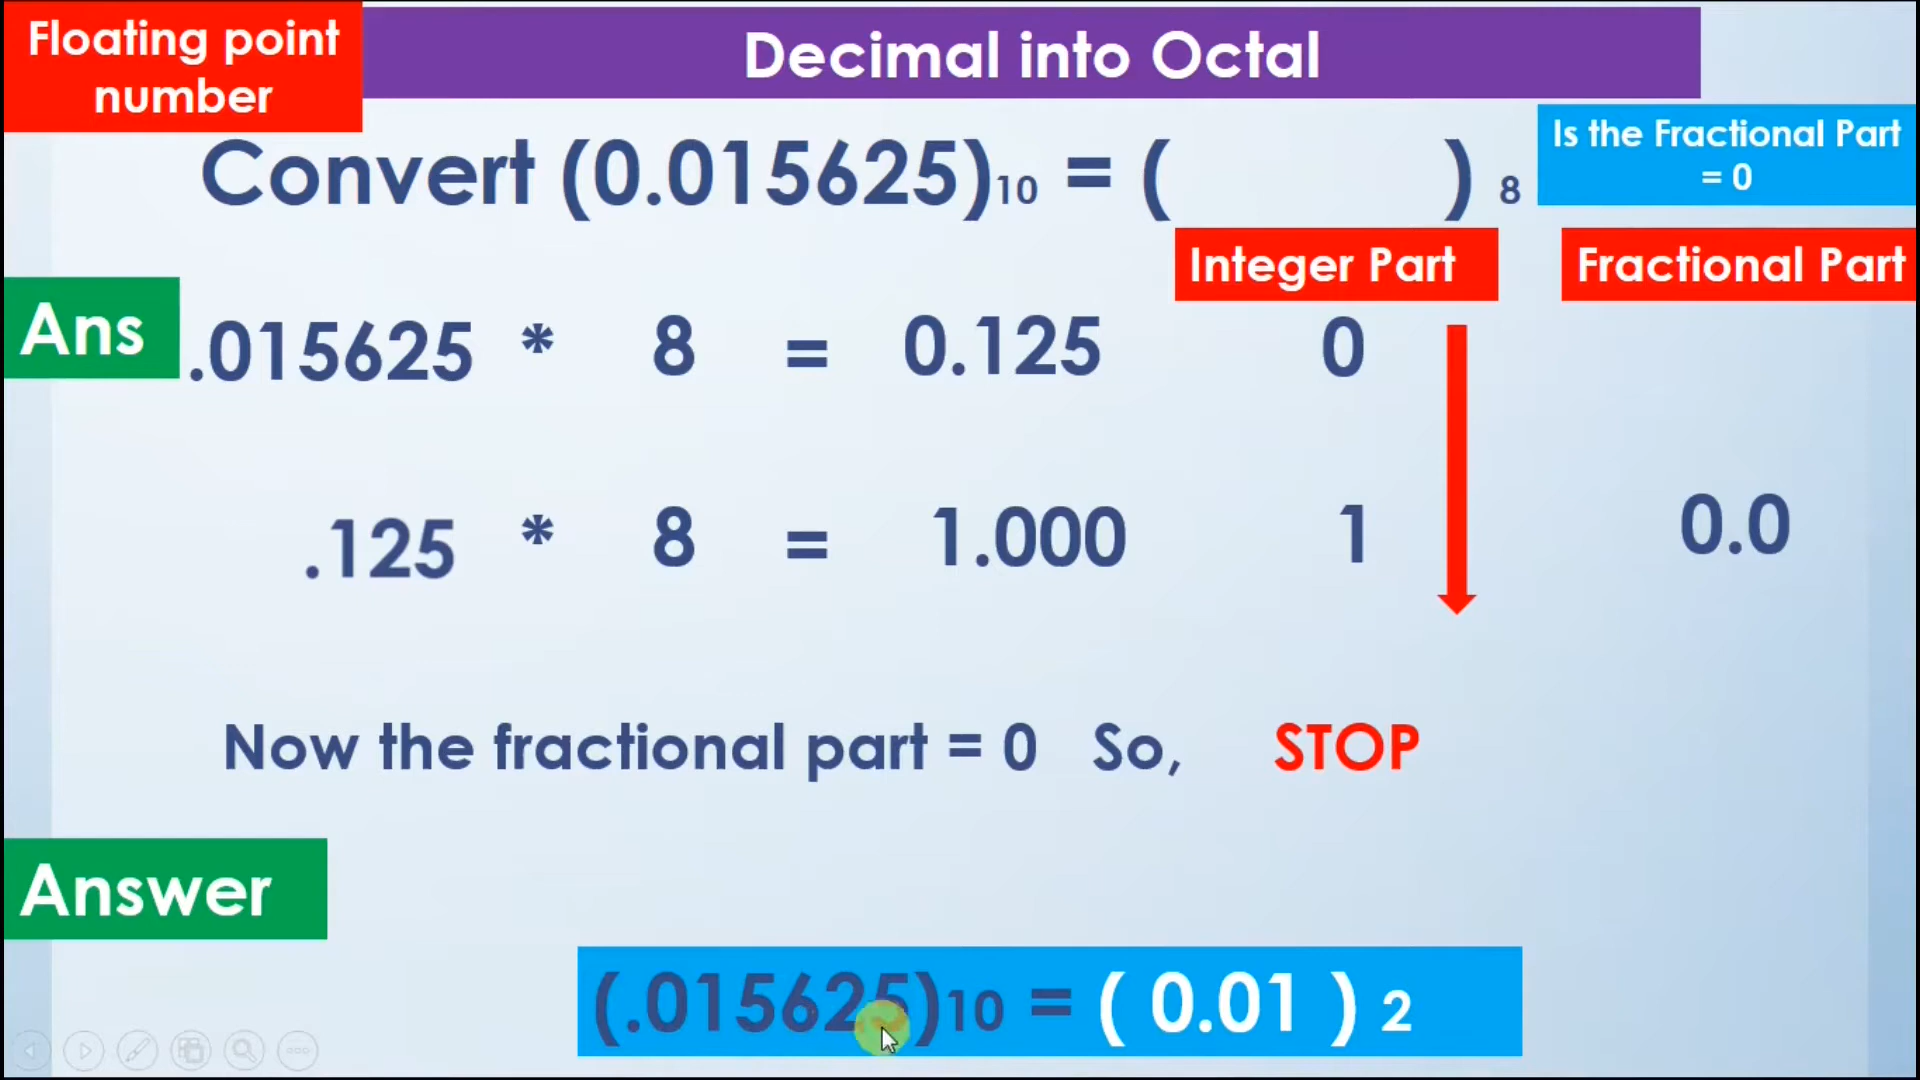 Floating point
number
Decimal into Octal
Convert (0.015625)10 = ( ) 8
Is the Fractional Part
= 0
Integer Part
Fractional Part
Ans
.015625 * 8 = 0.125 0
.125 * 8 = 1.000 1 0.0
Now the fractional part = 0 So, STOP
Answer
(.015625)10 = ( 0.01 ) 2